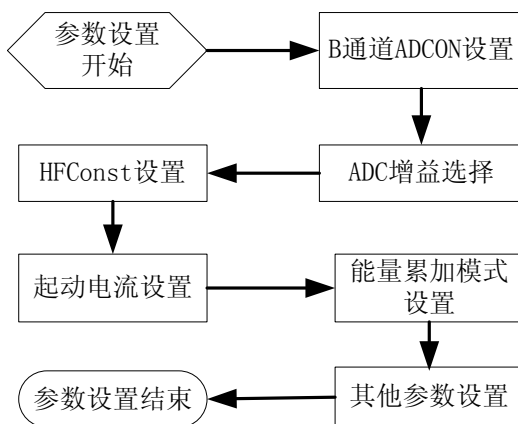 参数设置
开始
B通道ADCON设置
ADC增益选择
HFConst设置
起动电流设置
能量累加模式
设置
其他参数设置
参数设置结束